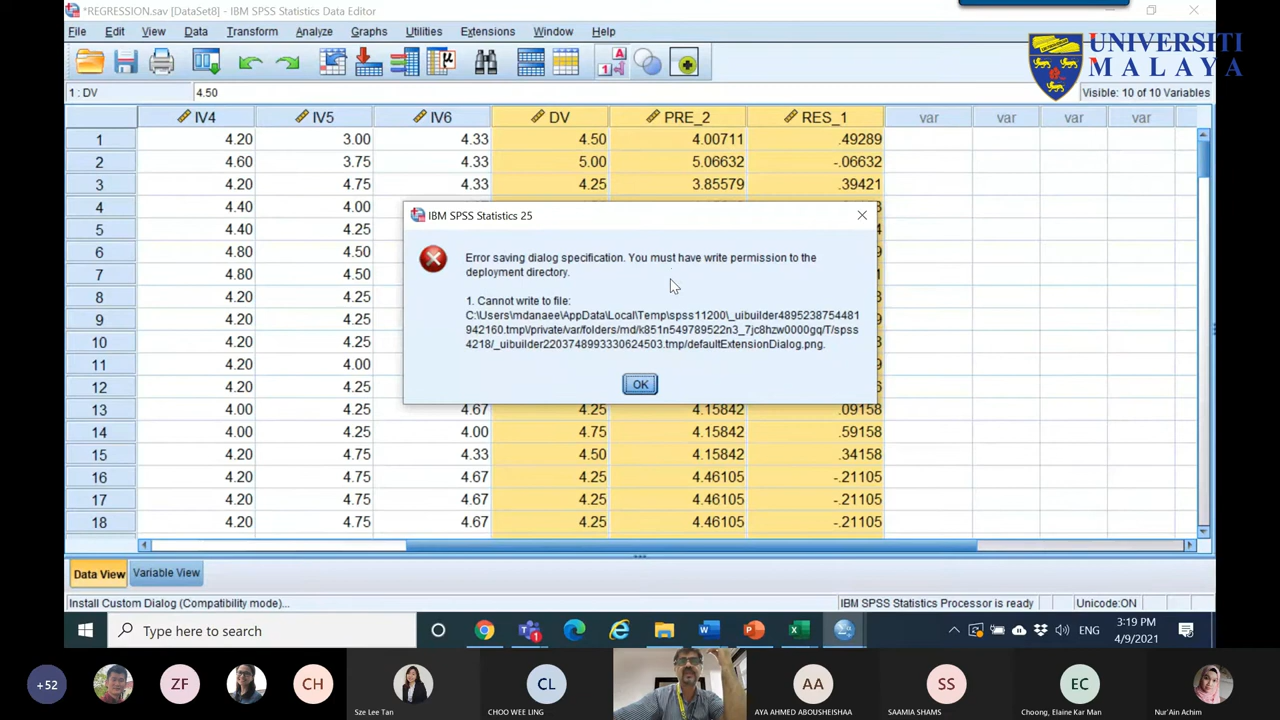 *REGRESSION.sav [DataSet8] - IBM SPSS Statistics Data Editor
File Edit View Data Transform Analyze Graphs Utilities Extensions Window Help
UNIVERSITI
MALAYA
1 : DV 4.50 Visible: 10 of 10 Variables
IV4 IV5 IV6 DV PRE_2 RES_1 var var var var
1 4.20 3.00 4.33 4.50 4.00711 .49289
2 4.60 3.75 4.33 5.00 5.06632 -.06632
3 4.20 4.75 4.33 4.25 3.85579 .39421
4 4.40 4.00
5 4.40 4.25
6 4.80 4.50
7 4.80 4.50
8 4.20 4.25
9 4.20 4.25
10 4.20 4.25
11 4.20 4.00
12 4.20 4.25
13 4.00 4.25 4.67 4.25 4.15842 .09158
14 4.00 4.25 4.00 4.75 4.15842 .59158
15 4.20 4.75 4.33 4.50 4.15842 .34158
16 4.20 4.75 4.67 4.25 4.46105 -.21105
17 4.20 4.75 4.67 4.25 4.46105 -.21105
18 4.20 4.75 4.67 4.25 4.46105 -.21105
IBM SPSS Statistics 25
Error saving dialog specification. You must have write permission to the
deployment directory.
1. Cannot write to file:
C:\Users\mdanaee\AppData\Local\Temp\spss11200\_uibuilder4895238754481
942160.tmp\/private/var/folders/md/k851n549789522n3_7jc8hzw0000gq/T/spss
4218/_uibuilder2203748993330624503.tmp/defaultExtensionDialog.png.
OK
Data View Variable View
Install Custom Dialog (Compatibility mode)... IBM SPSS Statistics Processor is ready Unicode:ON
Type here to search ENG 3:19 PM
4/9/2021
+52 ZF CH CL AA SS EC
Sze Lee Tan CHOO WEE LING AYA AHMED ABOUSHEISHAA SAAMIA SHAMS Choong, Elaine Kar Man Nur'Ain Achim